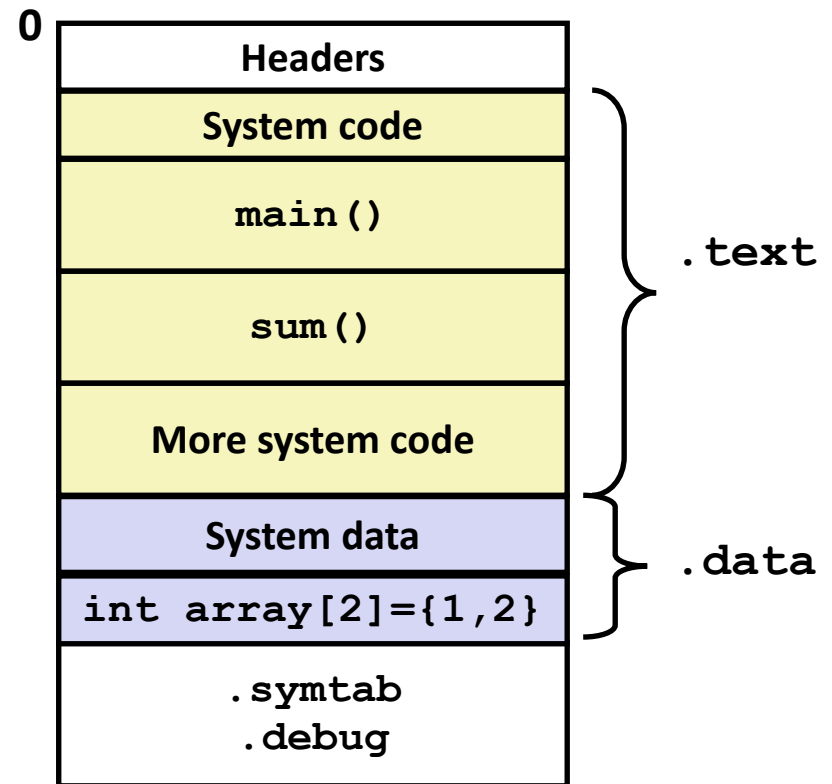 0
Headers
System code
main()
sum()
More system code
.text
System data
int array[2]={1,2}
.data
.symtab
.debug